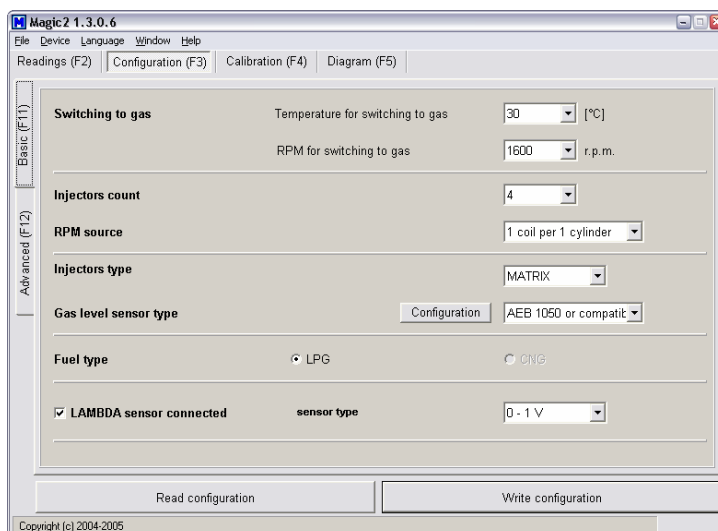 Magic2 1.3.0.6
File Device Language Window Help
Readings (F2) Configuration (F3) Calibration (F4) Diagram (F5)
Basic (F11)
Advanced (F12)
Switching to gas Temperature for switching to gas 30 [°C]
RPM for switching to gas 1600 r.p.m.
Injectors count 4
RPM source 1 coil per 1 cylinder
Injectors type MATRIX
Gas level sensor type Configuration AEB 1050 or compatit
Fuel type LPG CNG
LAMBDA sensor connected sensor type 0 - 1 V
Read configuration Write configuration
Copyright (c) 2004-2005